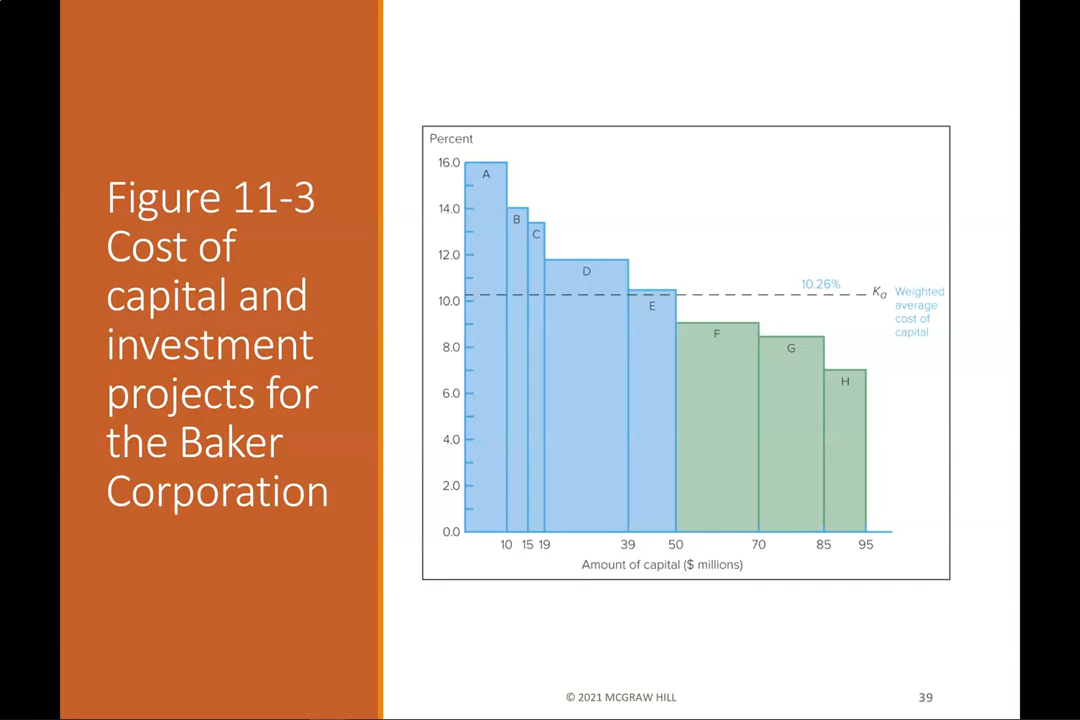 Figure 11-3
Cost of
capital and
investment
projects for
the Baker
Corporation
Percent
16.0
14.0
12.0
10.0
8.0
6.0
4.0
2.0
0.0
A
B
C
D
E
F
G
H
10.26%
Kα Weighted
average
cost of
capital
10 15 19 39 50 70 85 95
Amount of capital ($ millions)
© 2021 MCGRAW HILL
39